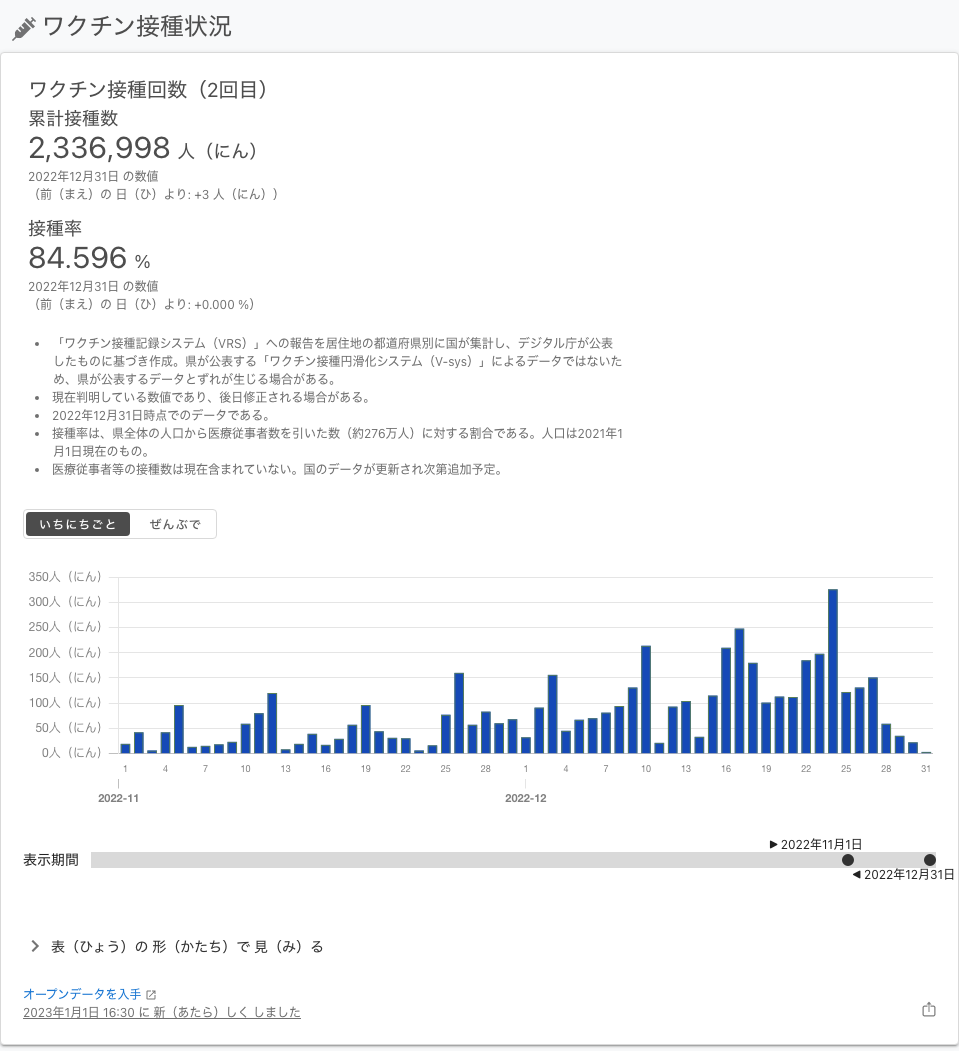 ワクチン接種状況
ワクチン接種回数（2回目）
累計接種数
2,336,998 人（にん）
2022年12月31日 の数値
（前（まえ）の 日（ひ）より: +3 人（にん））
接種率
84.596 %
2022年12月31日 の数値
（前（まえ）の 日（ひ）より: +0.000 %）
• 「ワクチン接種記録システム（VRS）」への報告を居住地の都道府県別に国が集計し、デジタル庁が公表
したものに基づき作成。県が公表する「ワクチン接種円滑化システム（V-sys）」によるデータではないた
め、県が公表するデータとずれが生じる場合がある。
• 現在判明している数値であり、後日修正される場合がある。
• 2022年12月31日時点でのデータである。
• 接種率は、県全体の人口から医療従事者数を引いた数（約276万人）に対する割合である。人口は2021年1
月1日現在のもの。
• 医療従事者等の接種数は現在含まれていない。国のデータが更新され次第追加予定。
いちにちごと ぜんぶで
350人（にん）
300人（にん）
250人（にん）
200人（にん）
150人（にん）
100人（にん）
50人（にん）
0人（にん）
1 4 7 10 13 16 19 22 25 28 1 4 7 10 13 16 19 22 25 28 31
2022-11 2022-12
▶ 2022年11月1日
表示期間
◀ 2022年12月31日
表（ひょう）の 形（かたち）で 見（み）る
オープンデータを入手
2023年1月1日 16:30 に 新（あたら）しく しました